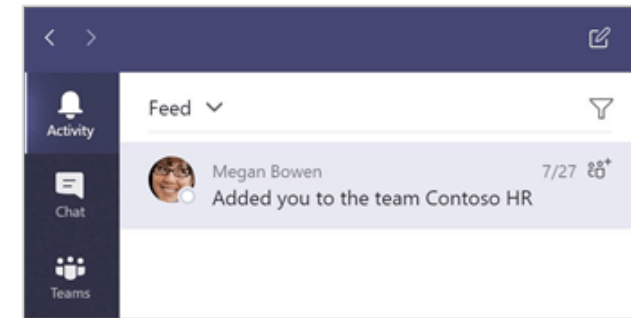 Activity
Chat
Teams
Feed
Megan Bowen 7/27
Added you to the team Contoso HR